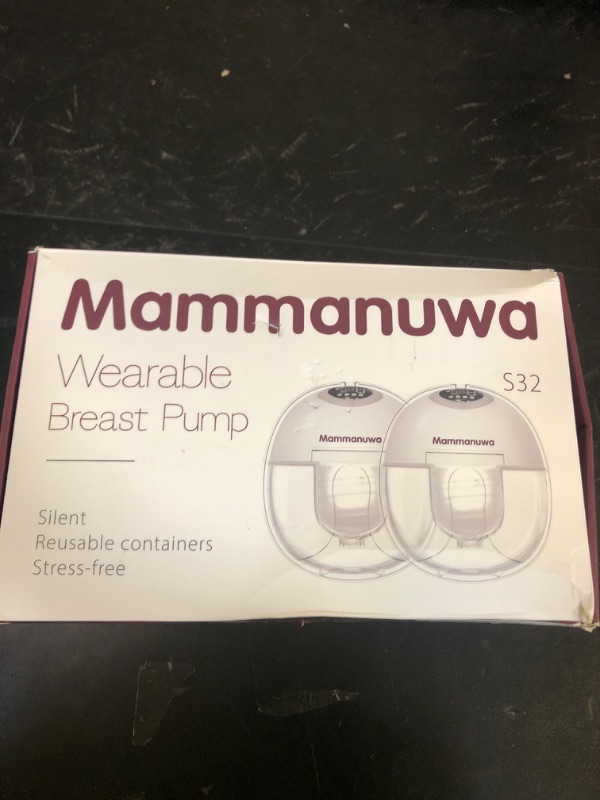 Mammanuwa
Wearable
Breast Pump
S32
Mammanuwa
Mammanuwa
Silent
Reusable containers
Stress-free